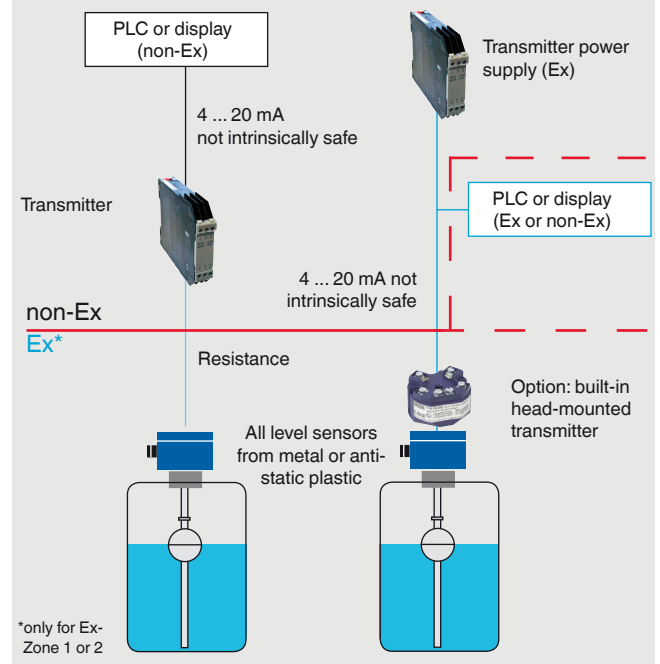 PLC or display
(non-Ex)
Transmitter power
supply (Ex)
4 ... 20 mA
not intrinsically safe
Transmitter
PLC or display
(Ex or non-Ex)
4 ... 20 mA not
intrinsically safe
non-Ex
Ex*
Resistance
Option: built-in
head-mounted
transmitter
All level sensors
from metal or anti-
static plastic
*only for Ex-
Zone 1 or 2